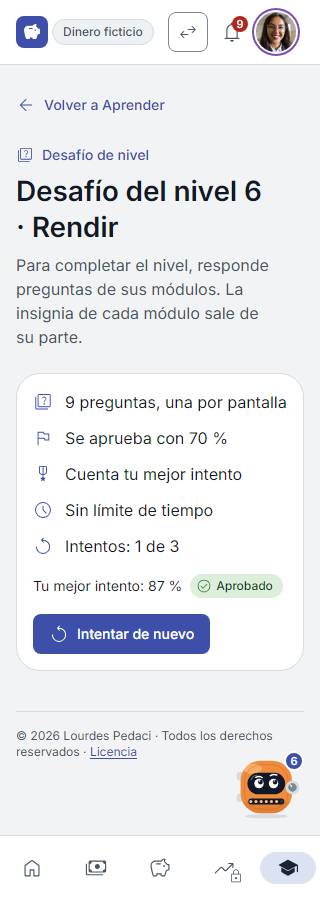 Dinero ficticio
9
Volver a Aprender
Desafío de nivel
Desafío del nivel 6
· Rendir
Para completar el nivel, responde
preguntas de sus módulos. La
insignia de cada módulo sale de
su parte.
9 preguntas, una por pantalla
Se aprueba con 70 %
Cuenta tu mejor intento
Sin límite de tiempo
Intentos: 1 de 3
Tu mejor intento: 87 % Aprobado
Intentar de nuevo
© 2026 Lourdes Pedaci · Todos los derechos
reservados · Licencia
6